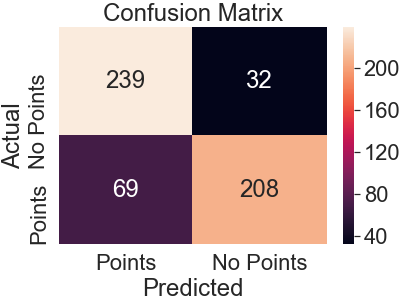 Confusion Matrix
Actual
No Points
Points
239
32
69
208
Points
No Points
Predicted
200
160
120
80
40